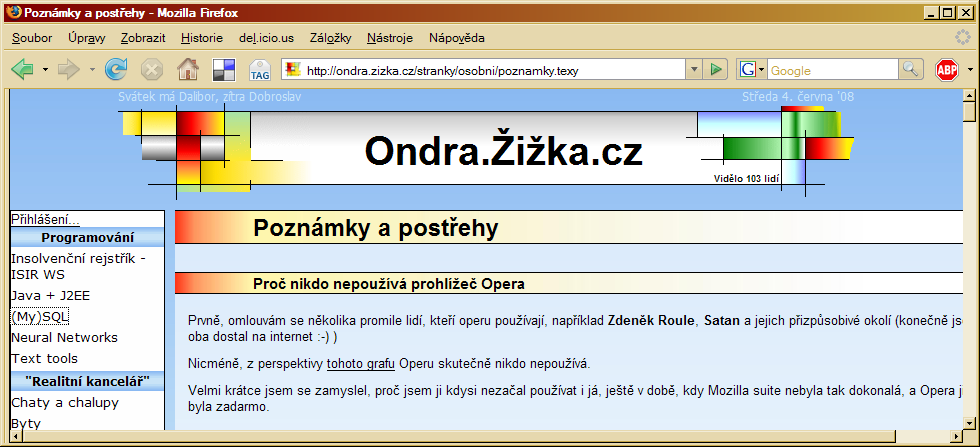 Poznámky a postřehy - Mozilla Firefox
Soubor Úpravy Zobrazit Historie del.icio.us Záložky Nástroje Nápověda
TAG http://ondra.zizka.cz/stranky/osobni/poznamky.texy G Google ABP
Svátek má Dalibor, zítra Dobroslav Středa 4. června '08
Ondra.Žižka.cz
Vidělo 103 lidí
Přihlášení...
Programování
Insolvenční rejstřík -
ISIR WS
Java + J2EE
(My)SQL
Neural Networks
Text tools
"Realitní kancelář"
Chaty a chalupy
Byty
Poznámky a postřehy
Proč nikdo nepoužívá prohlížeč Opera
Prvně, omlouvám se několika promile lidí, kteří operu používají, například Zdeněk Roule, Satan a jejich přizpůsobivé okolí (konečně js
oba dostal na internet :-) )
Nicméně, z perspektivy tohoto grafu Operu skutečně nikdo nepoužívá.
Velmi krátce jsem se zamyslel, proč jsem ji kdysi nezačal používat i já, ještě v době, kdy Mozilla suite nebyla tak dokonalá, a Opera j
byla zadarmo.